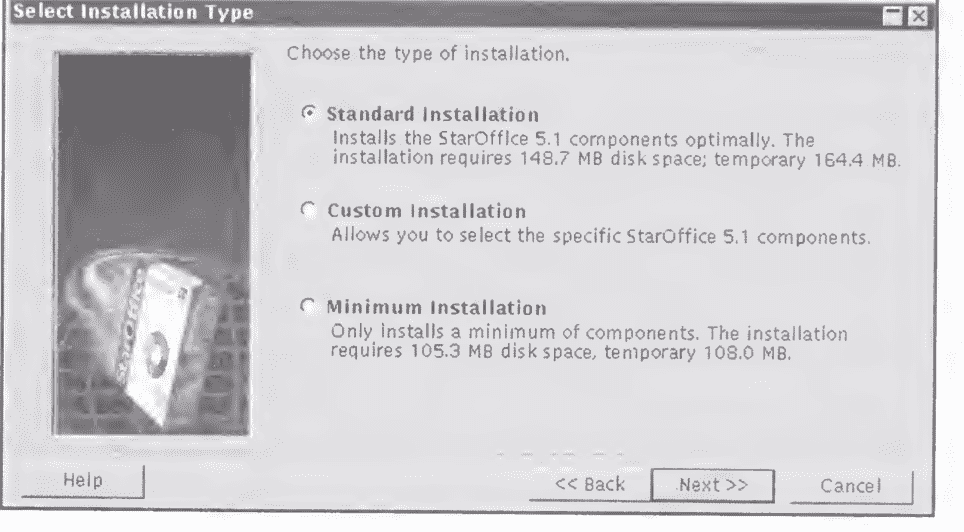 Select Installation Type
Choose the type of installation.
Standard Installation
Installs the StarOffice 5.1 components optimally. The
installation requires 148.7 MB disk space; temporary 164.4 MB.
Custom Installation
Allows you to select the specific StarOffice 5.1 components.
Minimum Installation
Only installs a minimum of components. The installation
requires 105.3 MB disk space, temporary 108.0 MB.
StarOffice
Help
<< Back
Next >>
Cancel